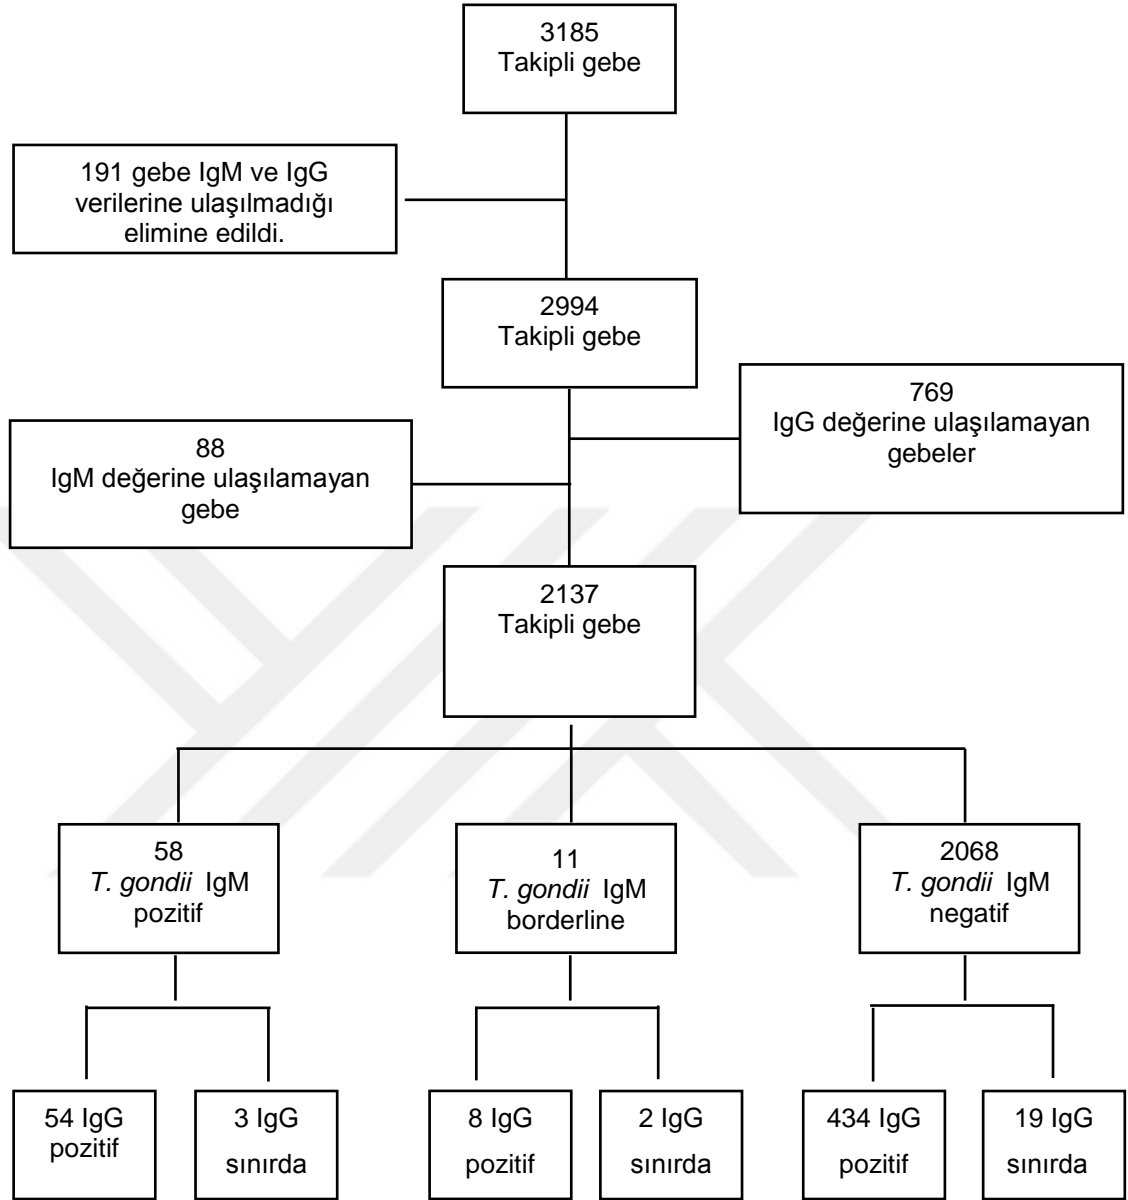 3185
Takipli gebe
191 gebe IgM ve IgG
verilerine ulaşılmadığı
elimine edildi.
2994
Takipli gebe
769
IgG değerine ulaşılamayan
gebeler
88
IgM değerine ulaşılamayan
gebe
2137
Takipli gebe
58
T. gondii IgM
pozitif
11
T. gondii IgM
borderline
2068
T. gondii IgM
negatif
54 IgG
pozitif
3 IgG
sınırda
8 IgG
pozitif
2 IgG
sınırda
434 IgG
pozitif
19 IgG
sınırda